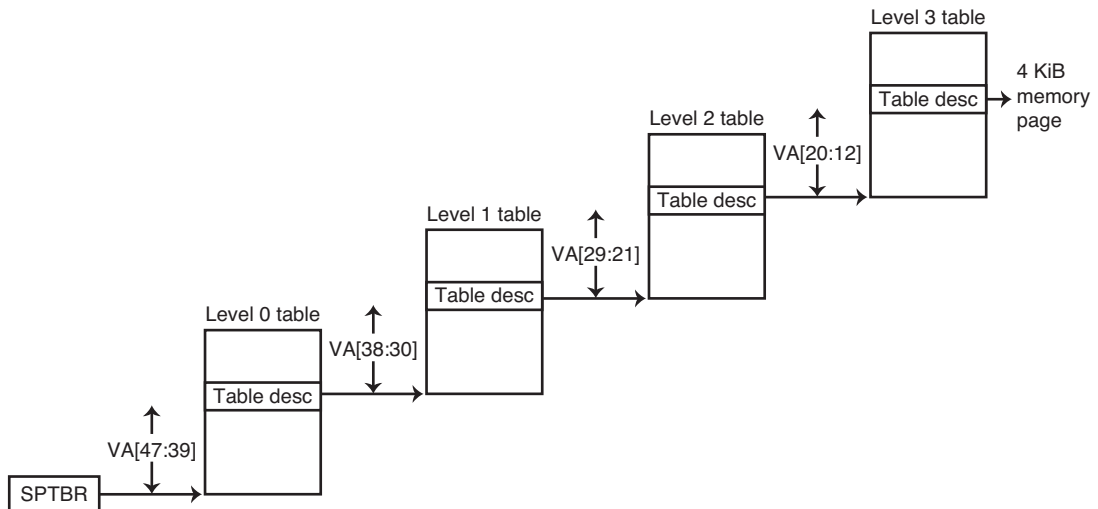 Level 3 table
Table desc
4 KiB
memory
page
Level 2 table
VA[20:12]
Table desc
Level 1 table
VA[29:21]
Table desc
Level 0 table
VA[38:30]
Table desc
VA[47:39]
SPTBR